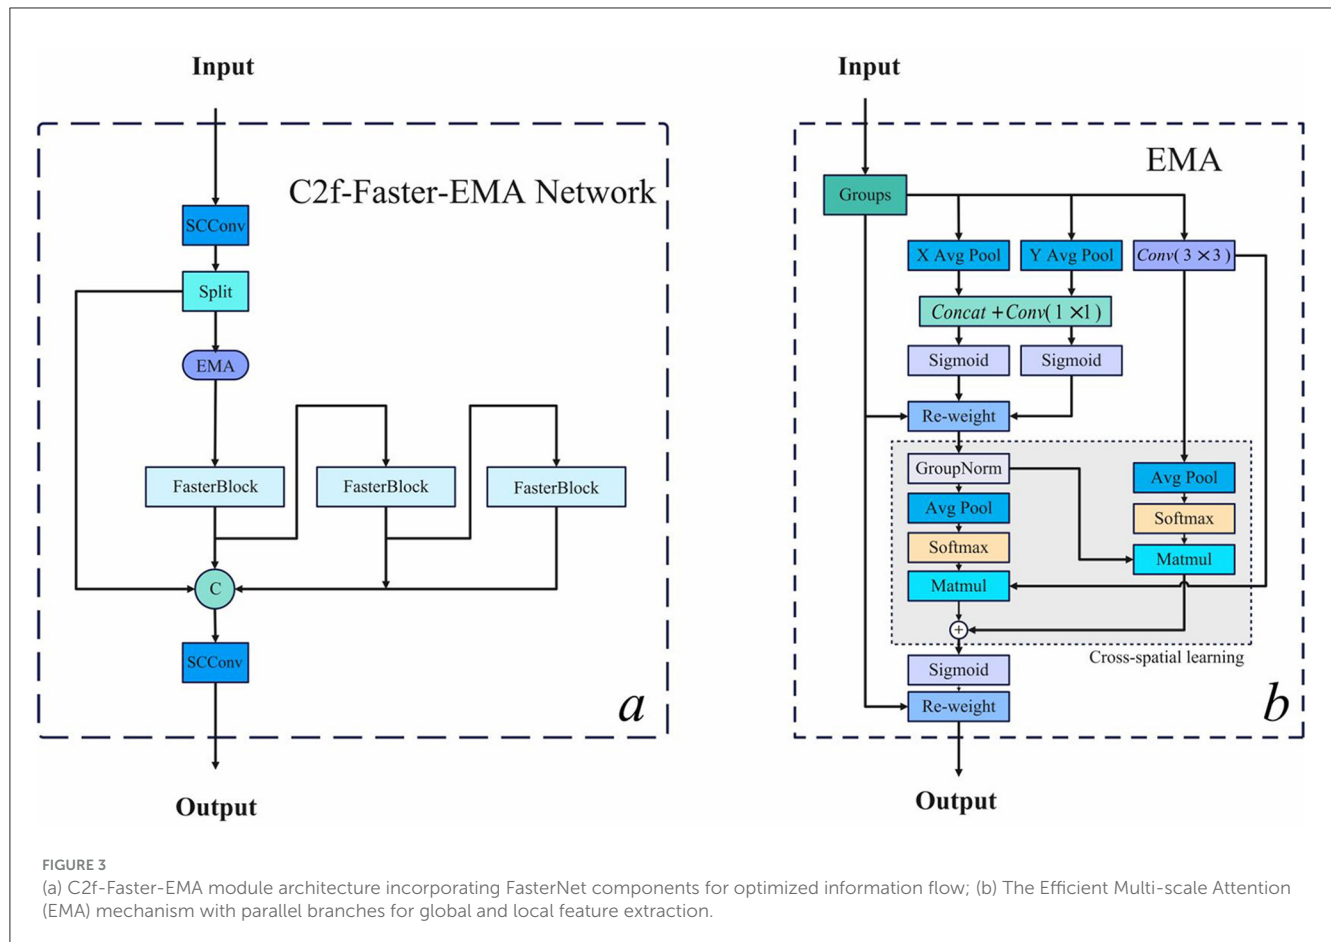 Input
C2f-Faster-EMA Network
SCConv
Split
EMA
FasterBlock
FasterBlock
FasterBlock
C
SCConv
a
Output
Input
EMA
Groups
X Avg Pool
Y Avg Pool
Conv(3×3)
Concat+Conv(1×1)
Sigmoid
Sigmoid
Re-weight
GroupNorm
Avg Pool
Avg Pool
Softmax
Softmax
Matmul
Matmul
+
Cross-spatial learning
Sigmoid
Re-weight
b
Output
FIGURE 3
(a) C2f-Faster-EMA module architecture incorporating FasterNet components for optimized information flow; (b) The Efficient Multi-scale Attention
(EMA) mechanism with parallel branches for global and local feature extraction.